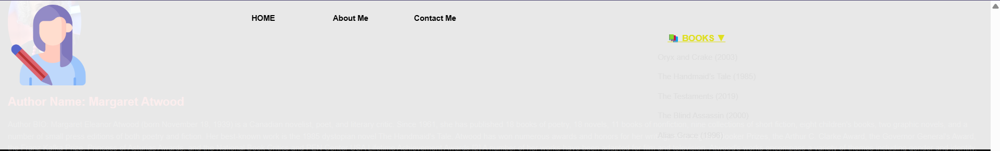 HOME About Me Contact Me
BOOKS ▼
Oryx and Crake (2003)
The Handmaid's Tale (1985)
The Testaments (2019)
Author Name: Margaret Atwood
The Blind Assassin (2000)
Author BIO: Margaret Eleanor Atwood (born November 18, 1939) is a Canadian novelist, poet, and literary critic. Since 1961, she has published 18 books of poetry, 18 novels, 11 books of nonfiction, nine collections of short fiction, eight children's books, two graphic novels, and a
number of small press editions of both poetry and fiction. Her best-known work is the 1985 dystopian novel The Handmaid's Tale. Atwood has won numerous awards and honors for her
Alias Grace (1996)
Booker Prizes, the Arthur C. Clarke Award, the Governor General's Award,